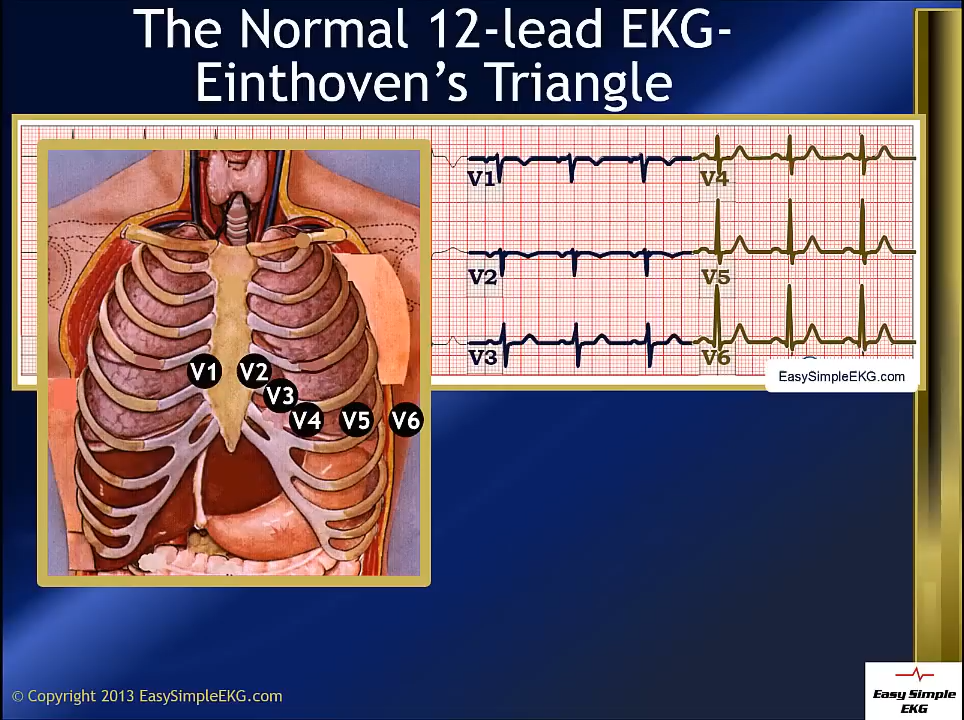 The Normal 12-lead EKG-
Einthoven's Triangle
V1
V4
V2
V5
V3
V6
EasySimpleEKG.com
V1
V2
V3
V4
V5
V6
© Copyright 2013 EasySimpleEKG.com
Easy Simple
EKG